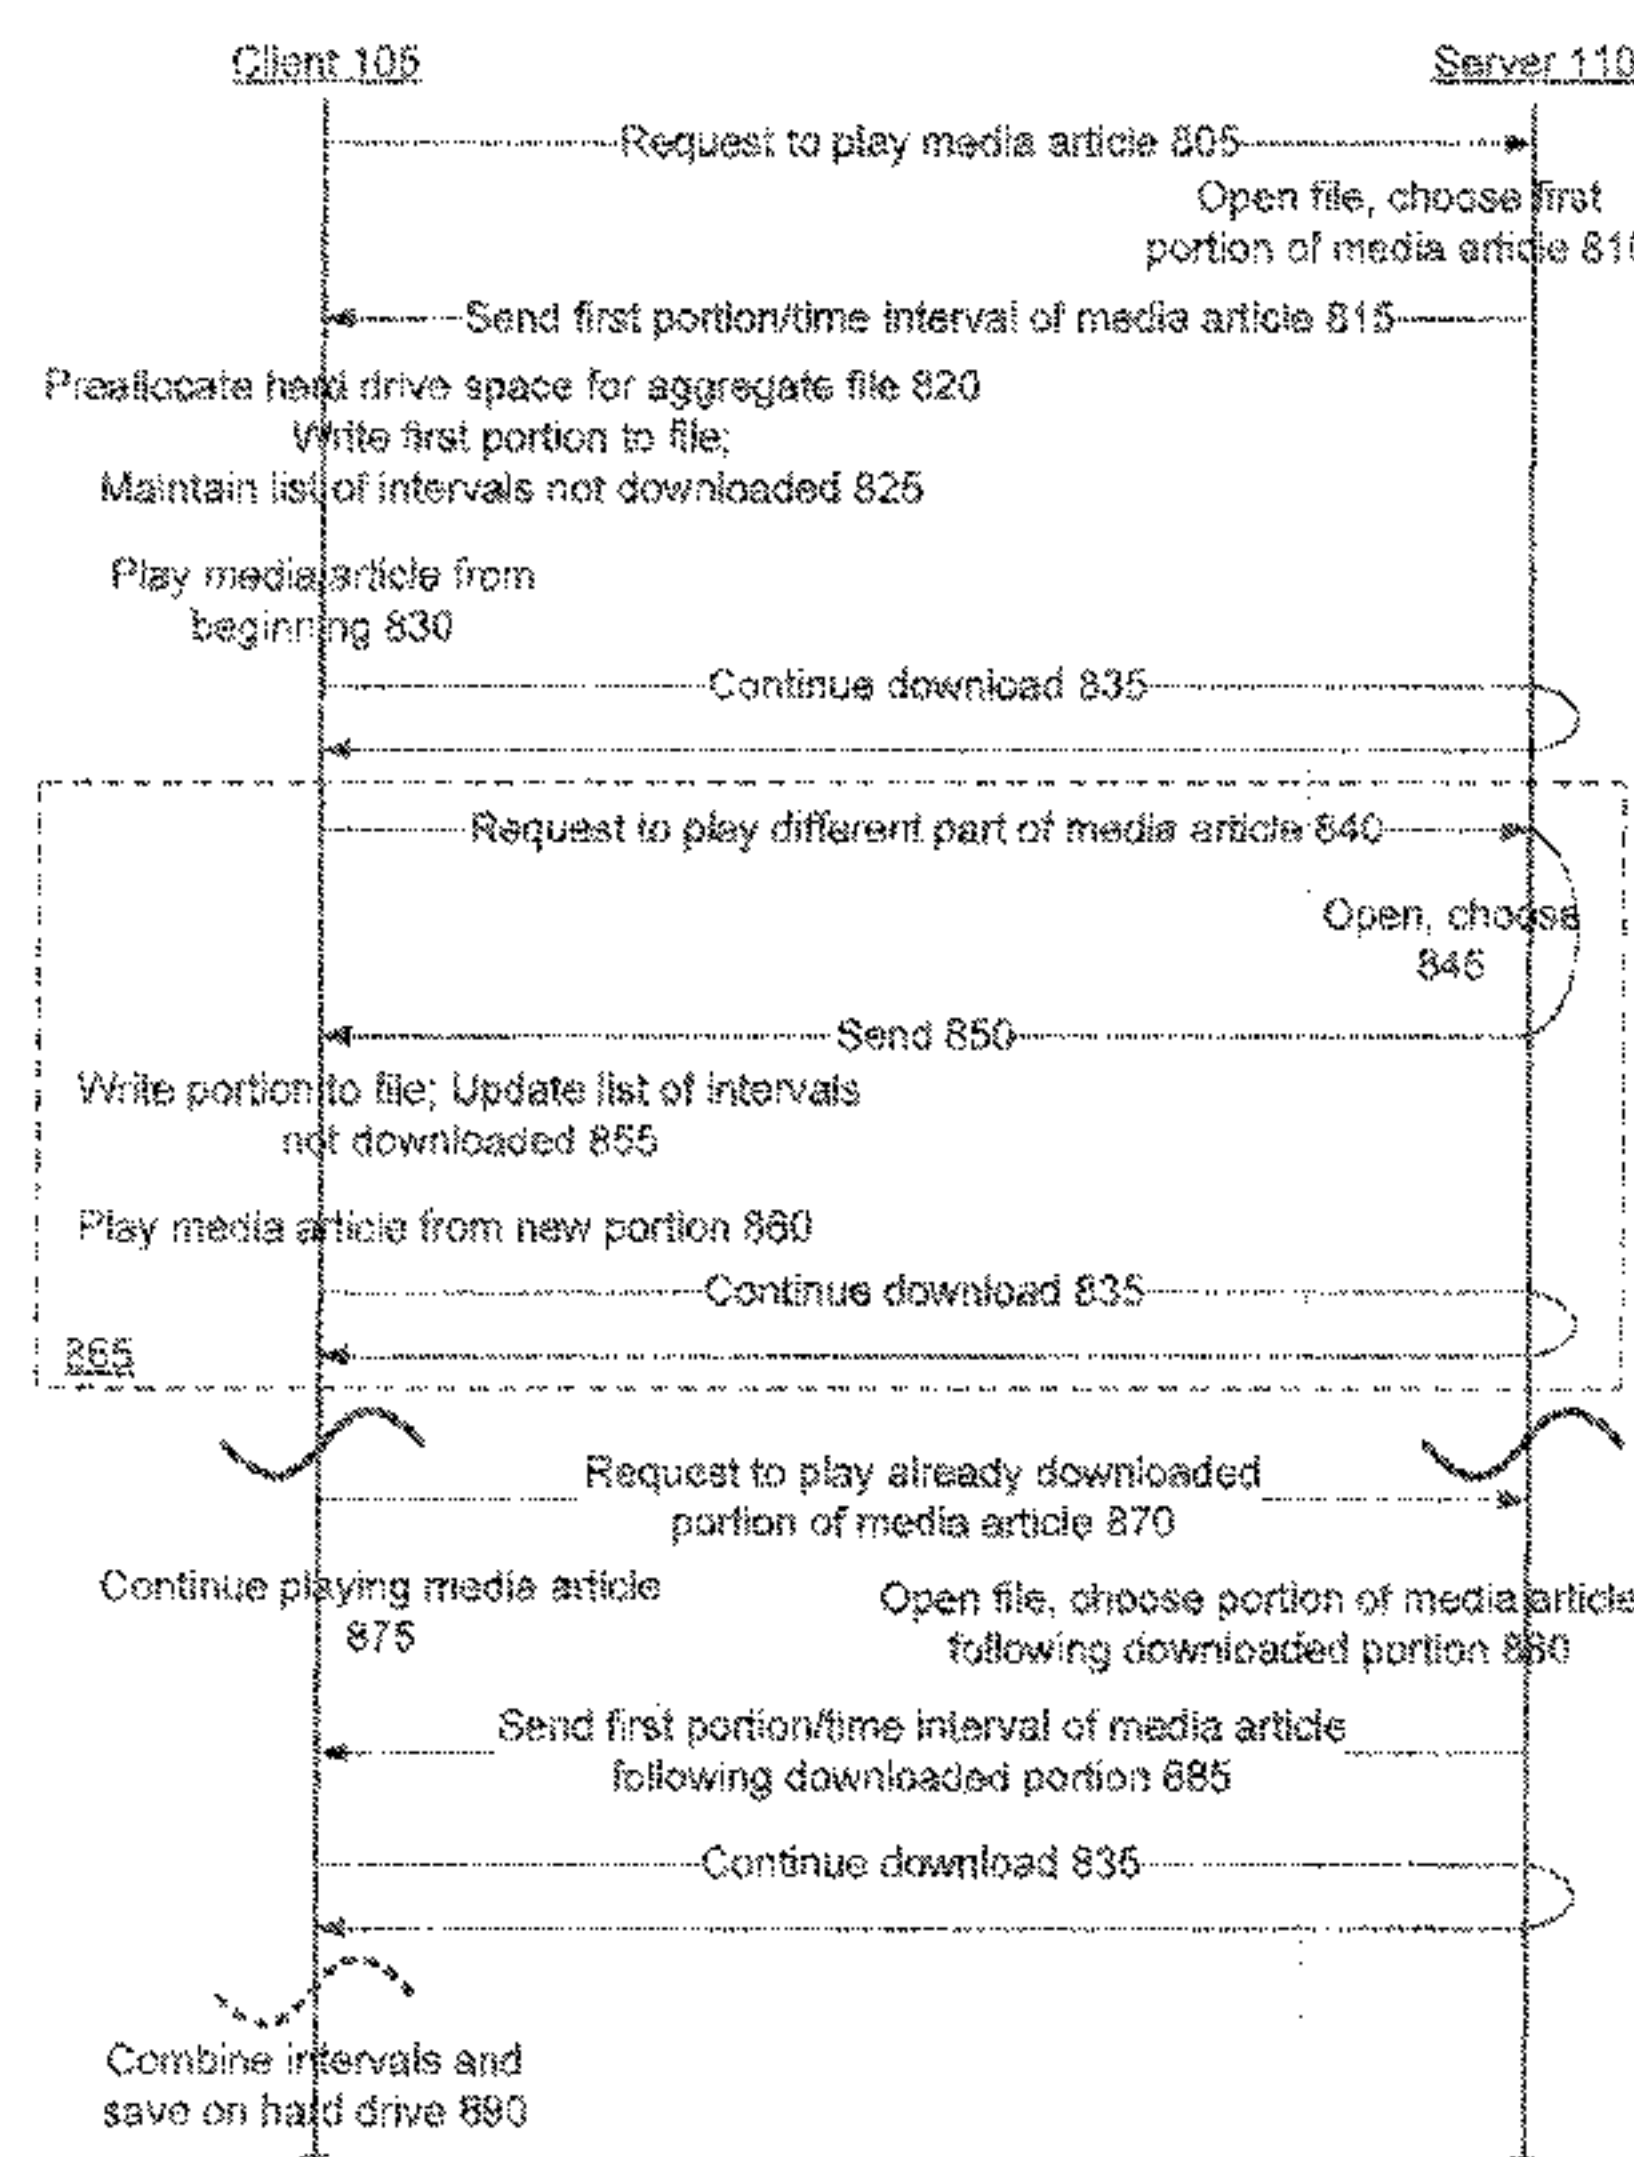 Client 105
Server 110
Request to play media article 805
Open file, choose first
portion of media article 810
Send first portion/time interval of media article 815
Preallocate hard drive space for aggregate file 820
Write first portion to file;
Maintain list of intervals not downloaded 825
Play media article from
beginning 830
Continue download 835
Request to play different part of media article 840
Open, choose
845
Send 850
Write portion to file; Update list of intervals
not downloaded 855
Play media article from new portion 860
Continue download 835
865
Request to play already downloaded
portion of media article 870
Continue playing media article
875
Open file, choose portion of media article
following downloaded portion 880
Send first portion/time interval of media article
following downloaded portion 885
Continue download 835
Combine intervals and
save on hard drive 890